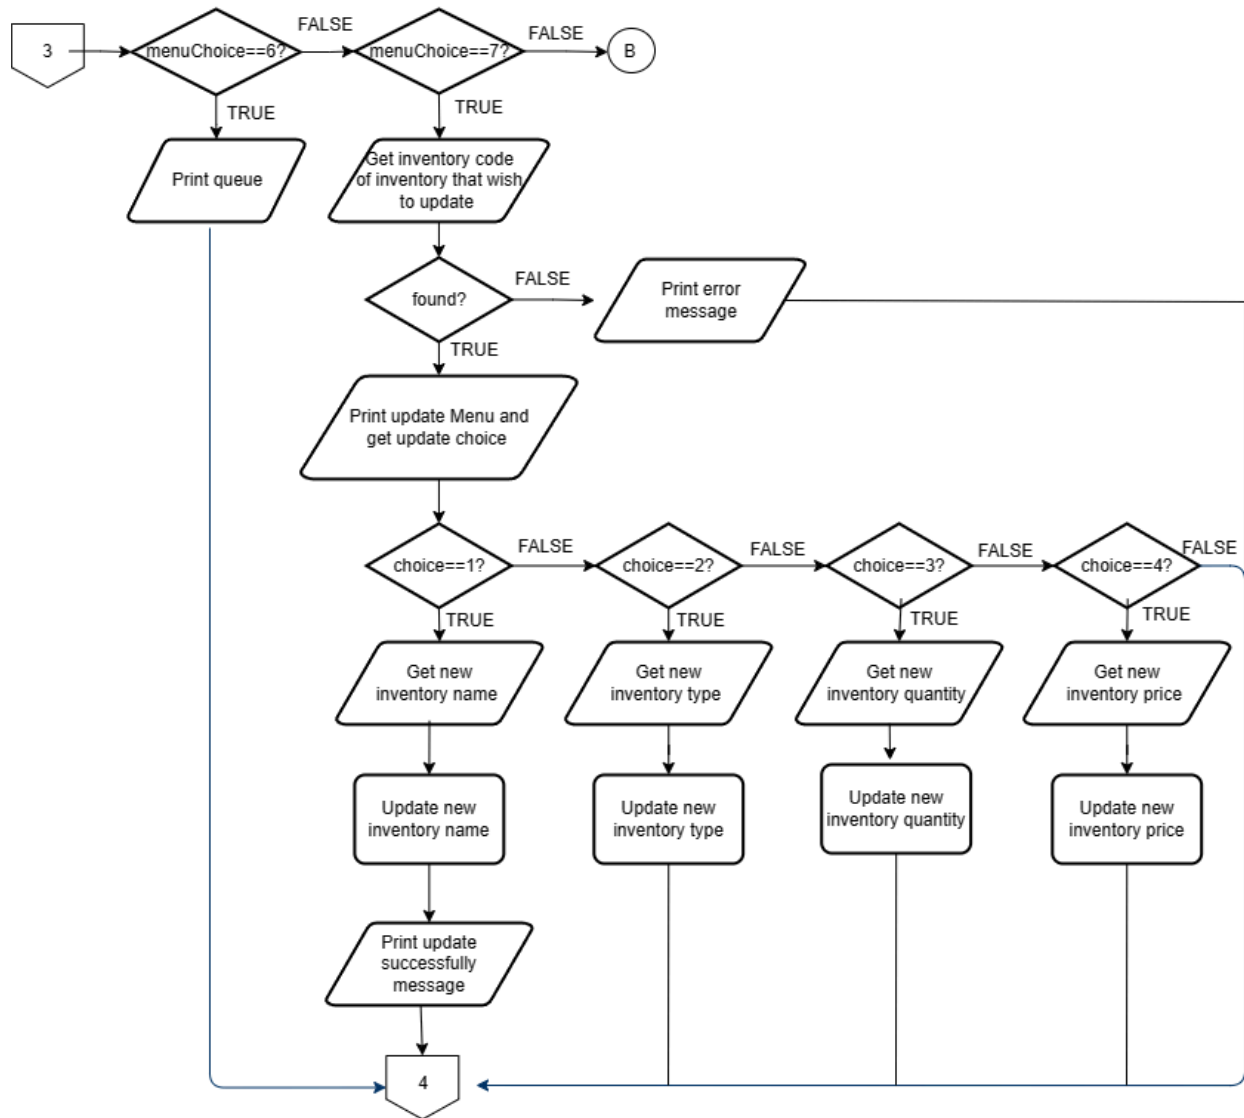 3
menuChoice==6?
FALSE
menuChoice==7?
FALSE
B
TRUE
TRUE
Print queue
Get inventory code
of inventory that wish
to update
found?
FALSE
Print error
message
TRUE
Print update Menu and
get update choice
choice==1?
FALSE
choice==2?
FALSE
choice==3?
FALSE
choice==4?
FALSE
TRUE
TRUE
TRUE
TRUE
Get new
inventory name
Get new
inventory type
Get new
inventory quantity
Get new
inventory price
Update new
inventory name
Update new
inventory type
Update new
inventory quantity
Update new
inventory price
Print update
successfully
message
4